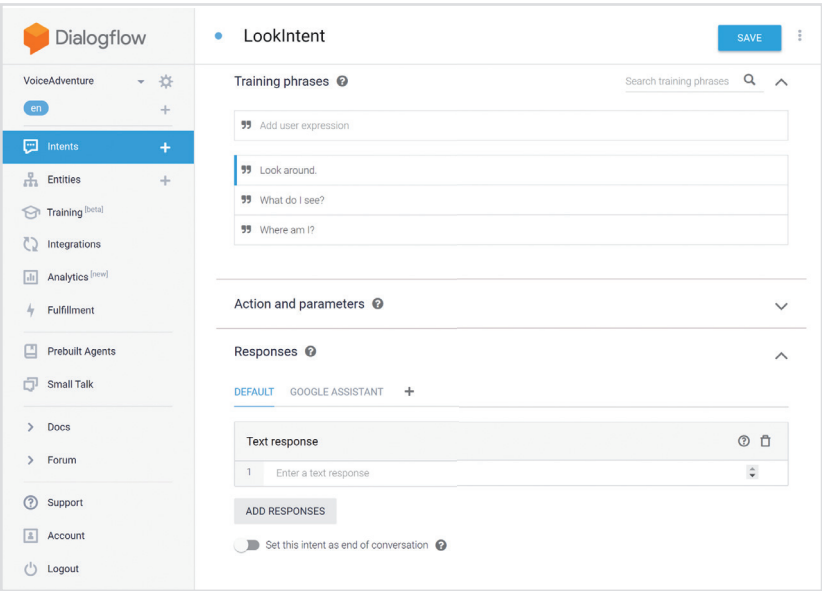 Dialogflow
VoiceAdventure
en
Intents
Entities
Training [beta]
Integrations
Analytics [new]
Fulfillment
Prebuilt Agents
Small Talk
Docs
Forum
Support
Account
Logout
LookIntent
SAVE
Training phrases
Search training phrases
Add user expression
Look around.
What do I see?
Where am I?
Action and parameters
Responses
DEFAULT GOOGLE ASSISTANT +
Text response
1 Enter a text response
ADD RESPONSES
Set this intent as end of conversation